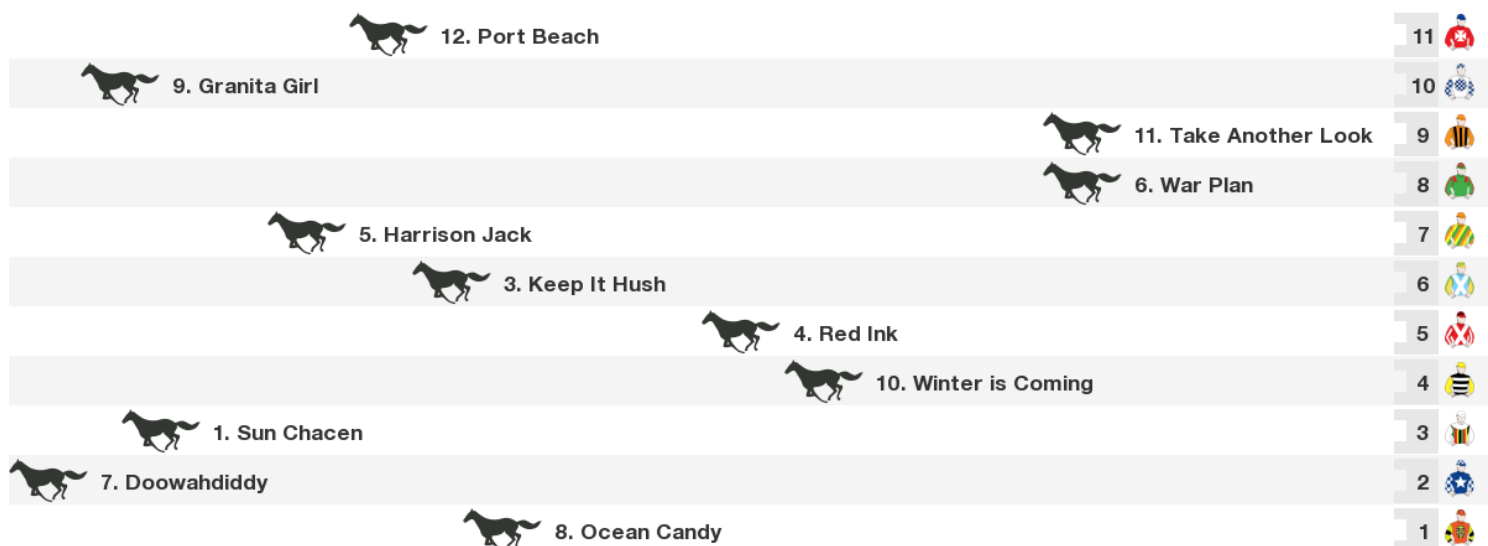 12. Port Beach 11
9. Granita Girl 10
11. Take Another Look 9
6. War Plan 8
5. Harrison Jack 7
3. Keep It Hush 6
4. Red Ink 5
10. Winter is Coming 4
1. Sun Chacen 3
7. Doowahdiddy 2
8. Ocean Candy 1